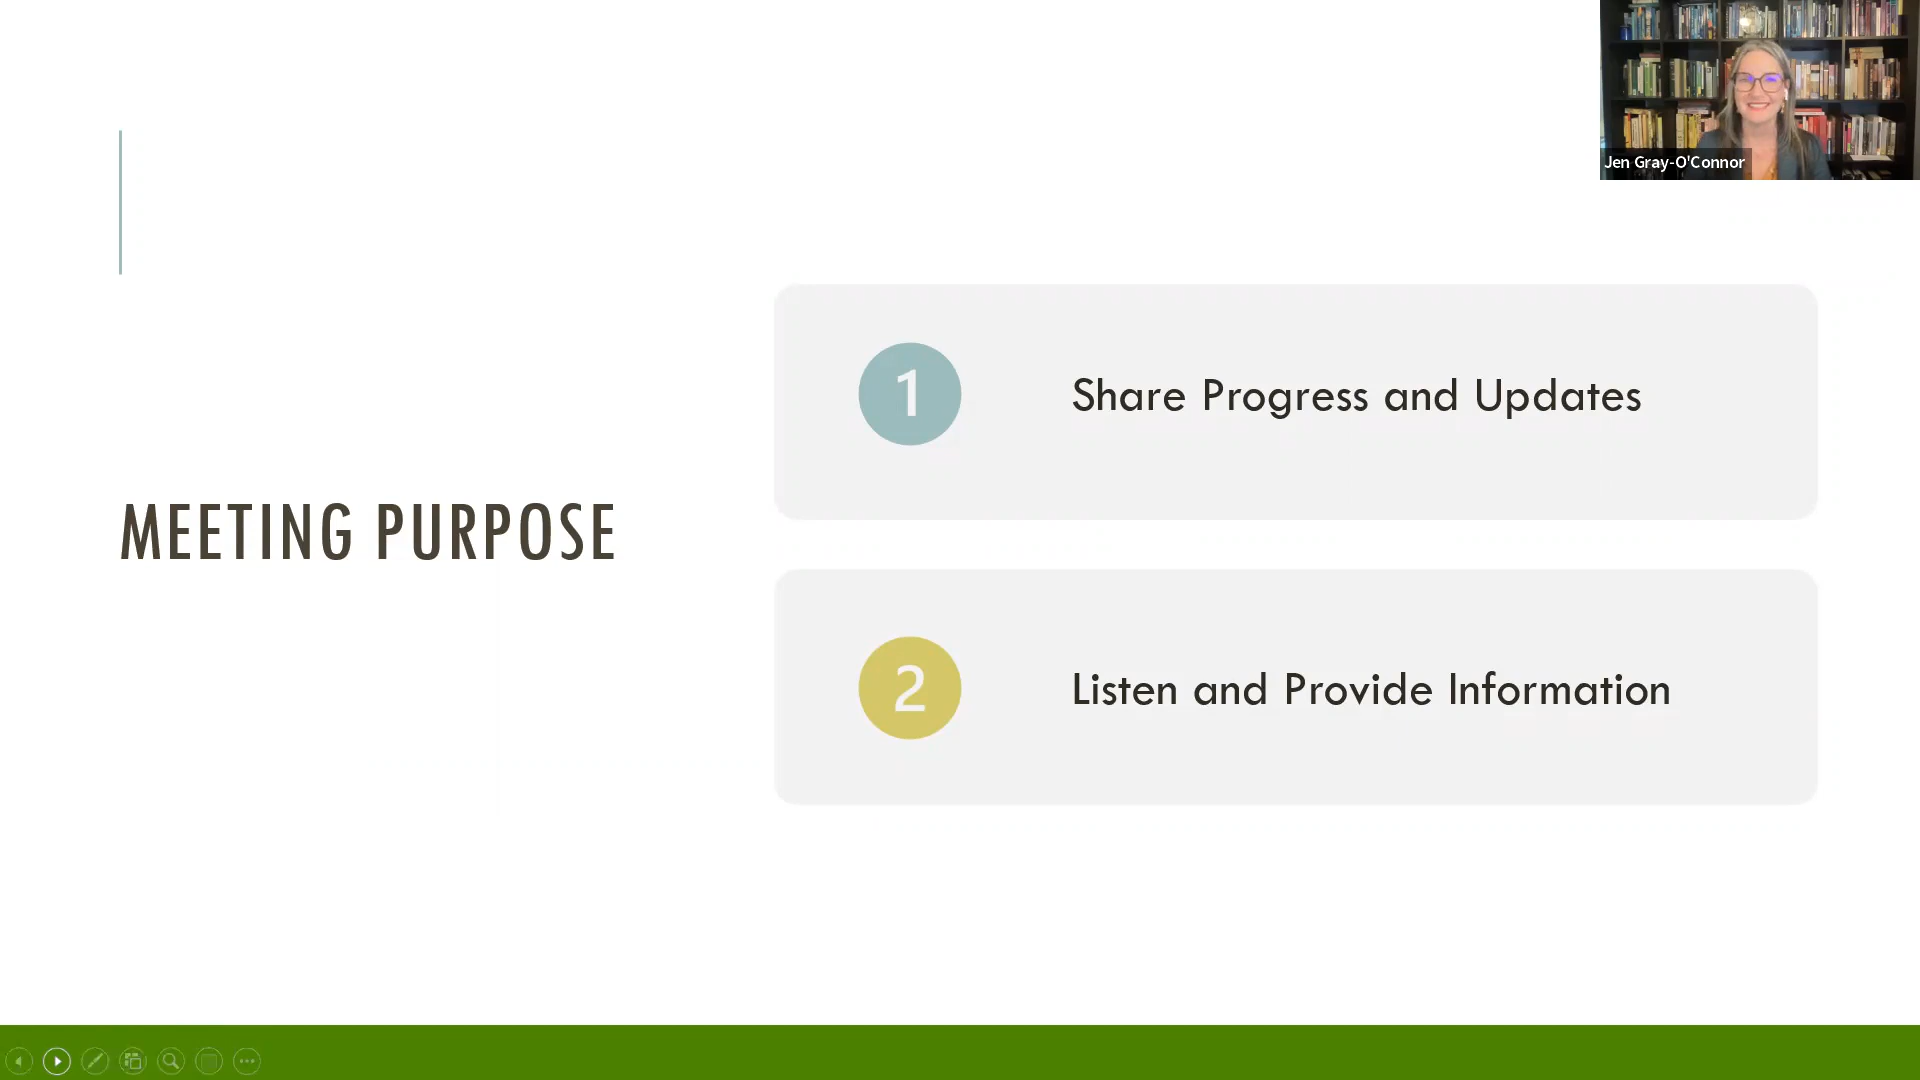 Jen Gray-O'Connor
MEETING PURPOSE
1
Share Progress and Updates
2
Listen and Provide Information